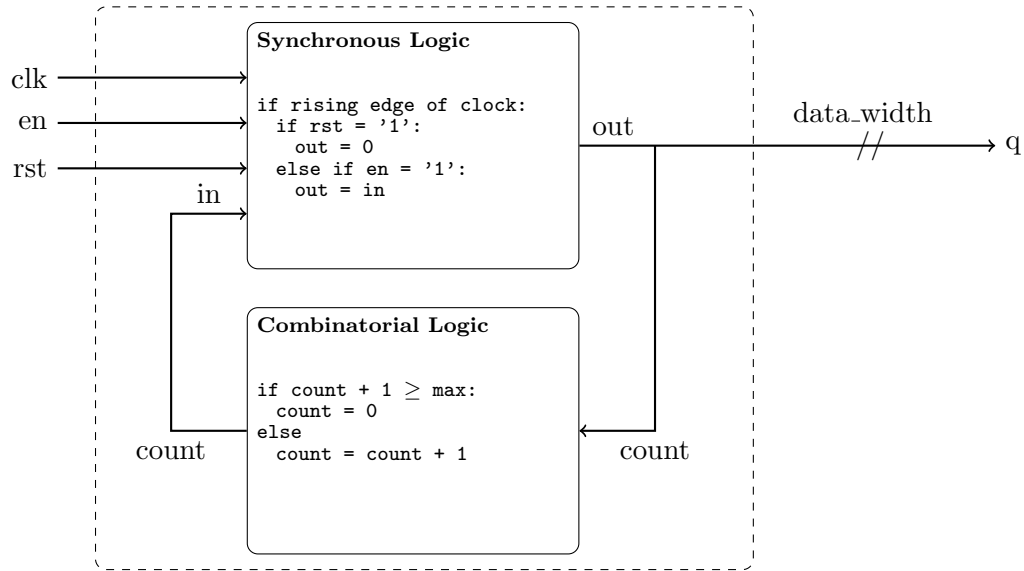 Synchronous Logic
clk
en
rst
in
if rising edge of clock:
  if rst = '1':
    out = 0
  else if en = '1':
    out = in
out
data_width
q
Combinatorial Logic
if count + 1 ≥ max:
  count = 0
else
  count = count + 1
count
count